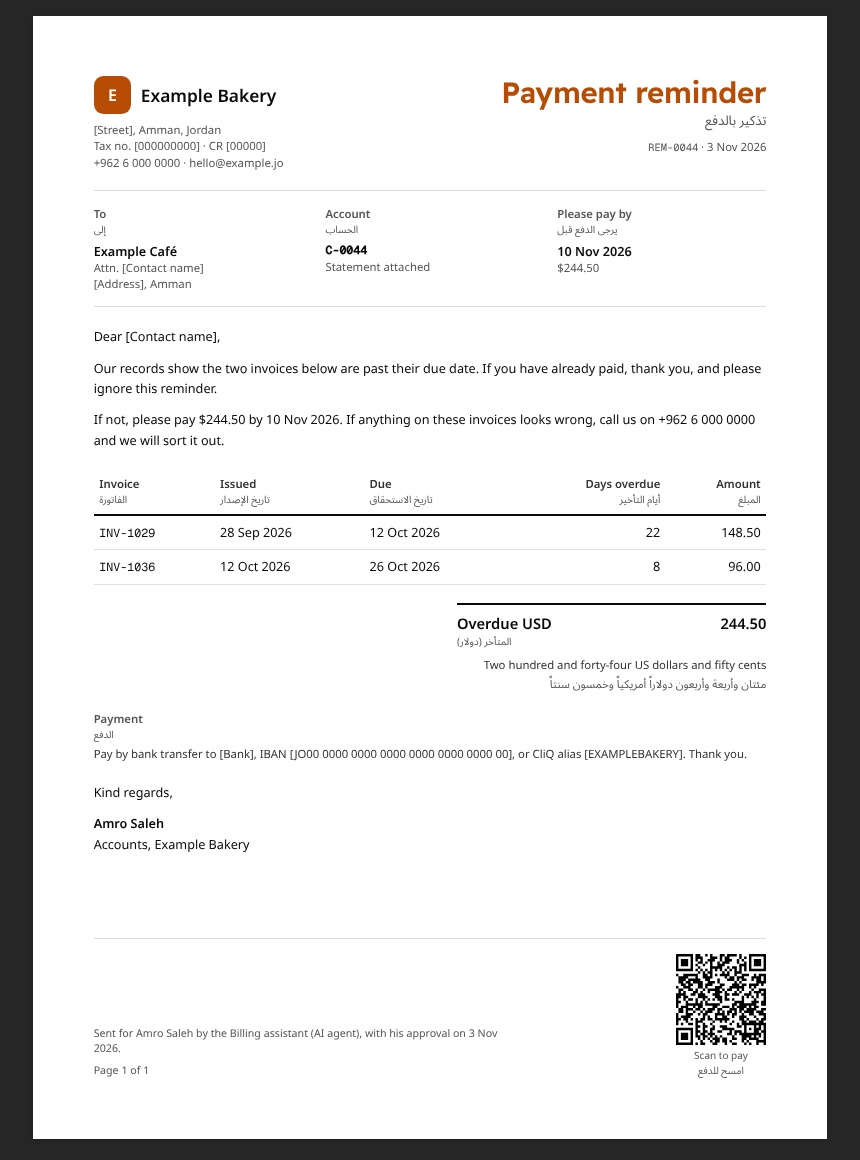 E
Example Bakery
[Street], Amman, Jordan
Tax no. [000000000] · CR [00000]
+962 6 000 0000 · hello@example.jo
Payment reminder
تذكير بالدفع
REM-0044 · 3 Nov 2026
To
إلى
Example Café
Attn. [Contact name]
[Address], Amman
Account
الحساب
C-0044
Statement attached
Please pay by
يرجى الدفع قبل
10 Nov 2026
$244.50
Dear [Contact name],
Our records show the two invoices below are past their due date. If you have already paid, thank you, and please
ignore this reminder.
If not, please pay $244.50 by 10 Nov 2026. If anything on these invoices looks wrong, call us on +962 6 000 0000
and we will sort it out.
Invoice Issued Due Days overdue Amount
الفاتورة تاريخ الإصدار تاريخ الاستحقاق أيام التأخير المبلغ
INV-1029 28 Sep 2026 12 Oct 2026 22 148.50
INV-1036 12 Oct 2026 26 Oct 2026 8 96.00
Overdue USD 244.50
المتأخر (دولار)
Two hundred and forty-four US dollars and fifty cents
مئتان وأربعة وأربعون دولاراً أمريكياً وخمسون سنتاً
Payment
الدفع
Pay by bank transfer to [Bank], IBAN [JO00 0000 0000 0000 0000 0000 0000 00], or CliQ alias [EXAMPLEBAKERY]. Thank you.
Kind regards,
Amro Saleh
Accounts, Example Bakery
Sent for Amro Saleh by the Billing assistant (AI agent), with his approval on 3 Nov
2026.
Page 1 of 1
Scan to pay
امسح للدفع